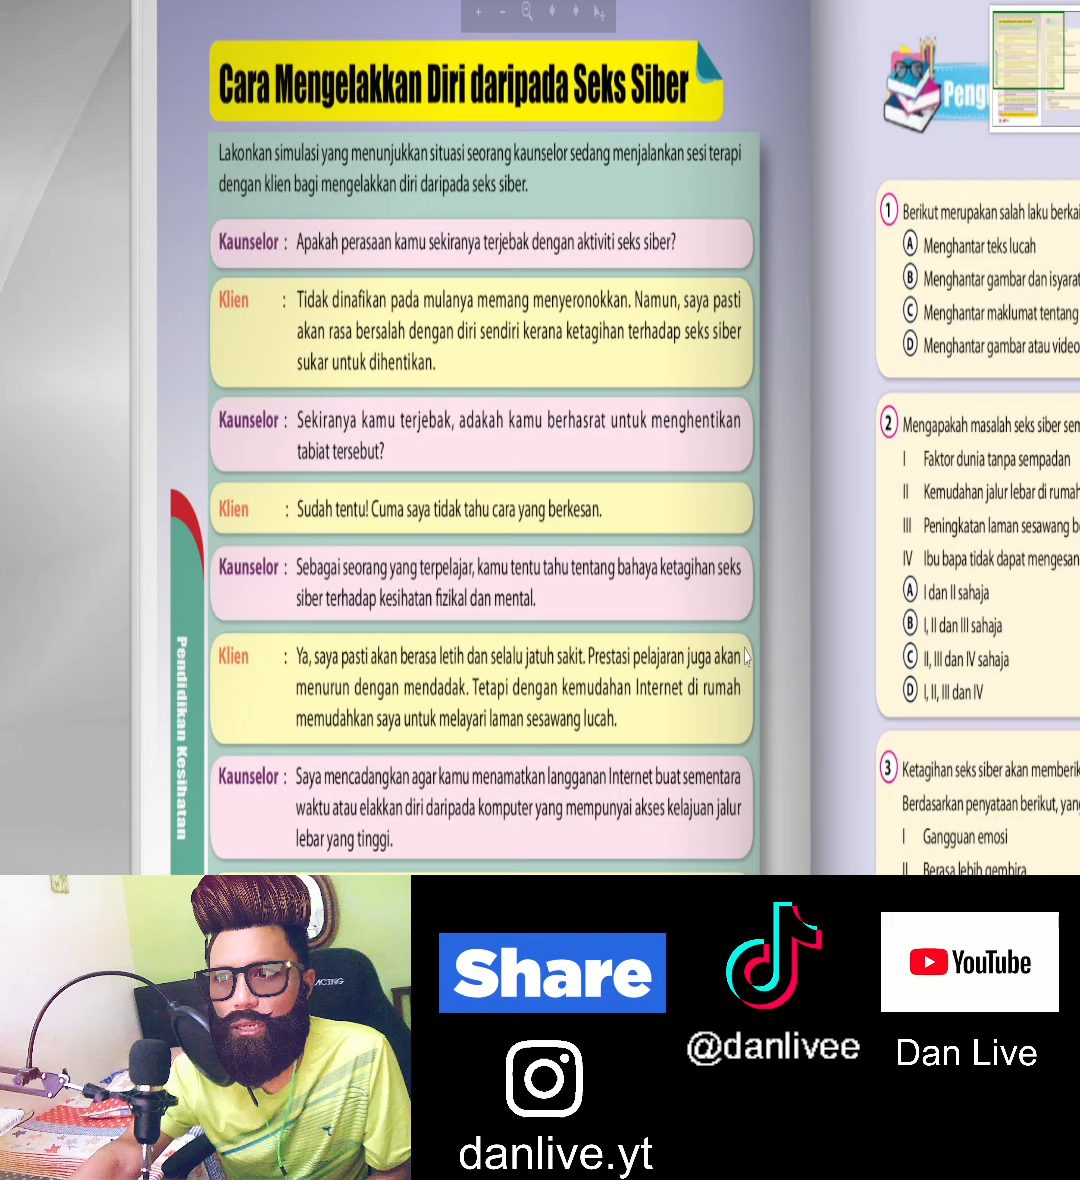 Cara Mengelakkan Diri daripada Seks Siber
Lakonkan simulasi yang menunjukkan situasi seorang kaunselor sedang menjalankan sesi terapi
dengan klien bagi mengelakkan diri daripada seks siber.
Kaunselor : Apakah perasaan kamu sekiranya terjebak dengan aktiviti seks siber?
Klien : Tidak dinafikan pada mulanya memang menyeronokkan. Namun, saya pasti
akan rasa bersalah dengan diri sendiri kerana ketagihan terhadap seks siber
sukar untuk dihentikan.
Kaunselor : Sekiranya kamu terjebak, adakah kamu berhasrat untuk menghentikan
tabiat tersebut?
Klien : Sudah tentu! Cuma saya tidak tahu cara yang berkesan.
Kaunselor : Sebagai seorang yang terpelajar, kamu tentu tahu tentang bahaya ketagihan seks
siber terhadap kesihatan fizikal dan mental.
Klien : Ya, saya pasti akan berasa letih dan selalu jatuh sakit. Prestasi pelajaran juga akan
menurun dengan mendadak. Tetapi dengan kemudahan Internet di rumah
memudahkan saya untuk melayari laman sesawang lucah.
Kaunselor : Saya mencadangkan agar kamu menamatkan langganan Internet buat sementara
waktu atau elakkan diri daripada komputer yang mempunyai akses kelajuan jalur
lebar yang tinggi.
Pendidikan Kesihatan
Peng
1 Berikut merupakan salah laku berkai
A Menghantar teks lucah
B Menghantar gambar dan isyarat
C Menghantar maklumat tentang
D Menghantar gambar atau video
2 Mengapakah masalah seks siber sem
I Faktor dunia tanpa sempadan
II Kemudahan jalur lebar di rumah
III Peningkatan laman sesawang b
IV Ibu bapa tidak dapat mengesan
A I dan II sahaja
B I, II dan III sahaja
C II, III dan IV sahaja
D I, II, III dan IV
3 Ketagihan seks siber akan memberik
Berdasarkan penyataan berikut, yang
I Gangguan emosi
II Berasa lebih gembira
ACTING
Share
@danlivee
YouTube
Dan Live
danlive.yt